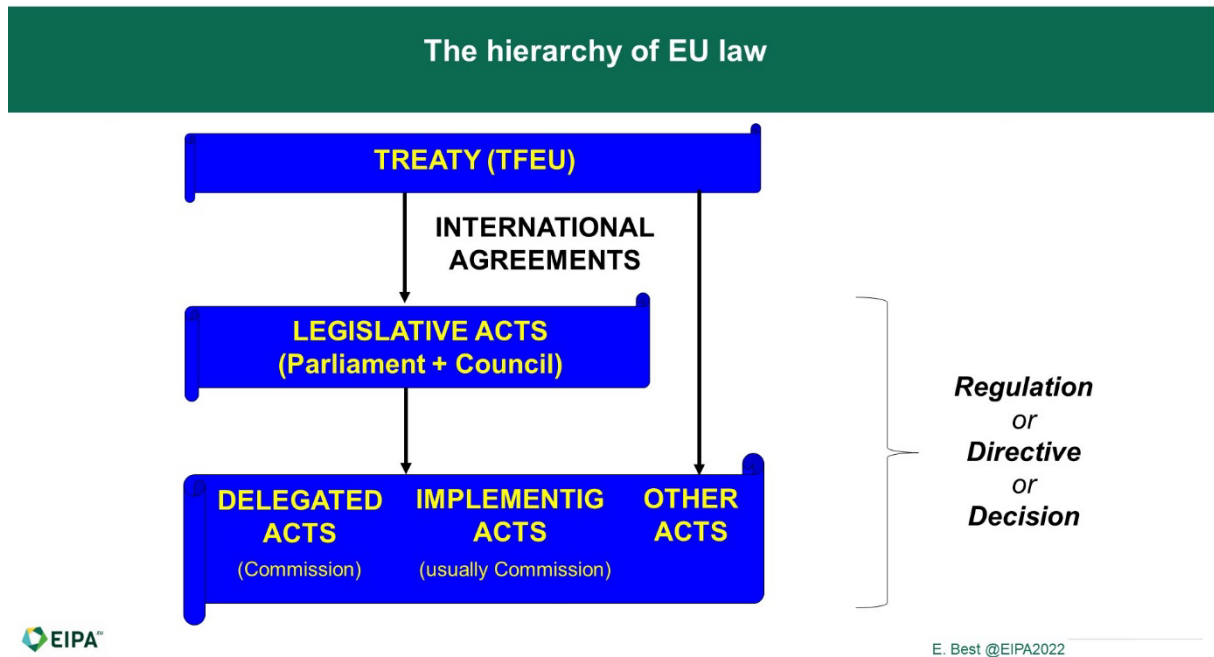 The hierarchy of EU law
TREATY (TFEU)
INTERNATIONAL
AGREEMENTS
LEGISLATIVE ACTS
(Parliament + Council)
DELEGATED
ACTS
(Commission)
IMPLEMENTIG
ACTS
(usually Commission)
OTHER
ACTS
Regulation
or
Directive
or
Decision
EIPA EU
E. Best @EIPA2022